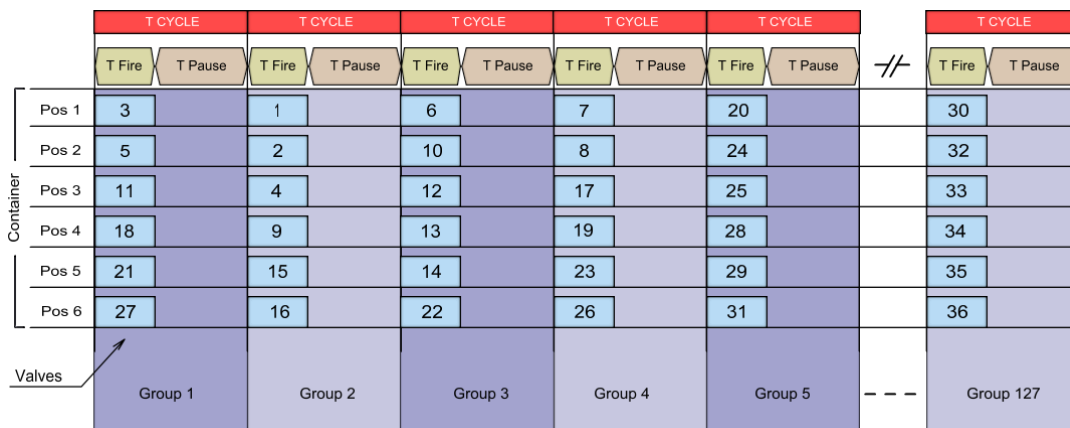 T CYCLE T CYCLE T CYCLE T CYCLE T CYCLE T CYCLE
T Fire T Pause T Fire T Pause T Fire T Pause T Fire T Pause T Fire T Pause T Fire T Pause
Container
Pos 1 3 1 6 7 20 30
Pos 2 5 2 10 8 24 32
Pos 3 11 4 12 17 25 33
Pos 4 18 9 13 19 28 34
Pos 5 21 15 14 23 29 35
Pos 6 27 16 22 26 31 36
Valves
Group 1 Group 2 Group 3 Group 4 Group 5 Group 127